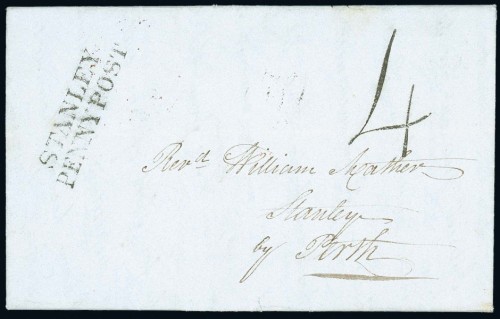 STANLEY
PENNY POST
4
Revd. William Mather
Stanley
by Perth